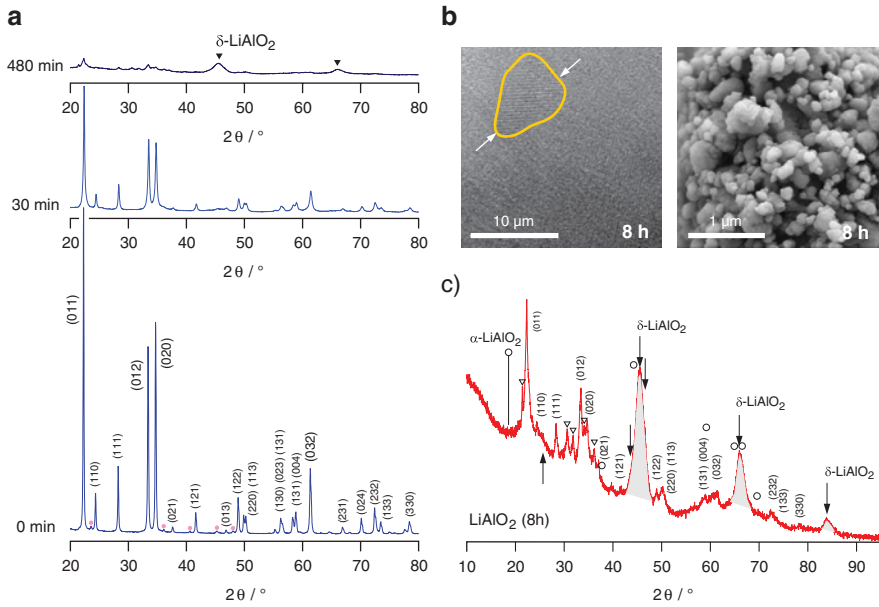 a
δ-LiAlO2
480 min
20 30 40 50 60 70 80
2 θ / °
30 min
20 30 40 50 60 70 80
2 θ / °
(011)
(012)
(020)
(110)
(111)
(021)
(121)
(013)
(122)
(220) (113)
(130) (023) (131)
(131) (004)
(032)
(231)
(024)
(232)
(133)
(330)
0 min
20 30 40 50 60 70 80
2 θ / °
b
10 µm
8 h
1 µm
8 h
c)
α-LiAlO2
(011)
(110)
(111)
(012)
(020)
(021)
(121)
δ-LiAlO2
(122)
(220) (113)
(131) (004)
(032)
δ-LiAlO2
(232)
(133)
(330)
δ-LiAlO2
LiAlO2 (8h)
10 20 30 40 50 60 70 80 90
2 θ / °